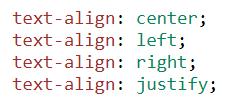 text-align: center;
text-align: left;
text-align: right;
text-align: justify;